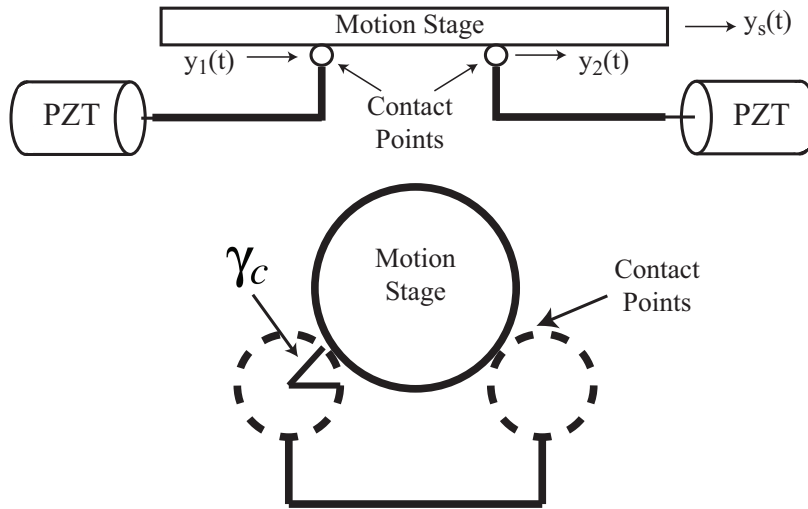 Motion Stage
y_s(t)
y_1(t)
y_2(t)
PZT
Contact
Points
PZT
γ_c
Motion
Stage
Contact
Points